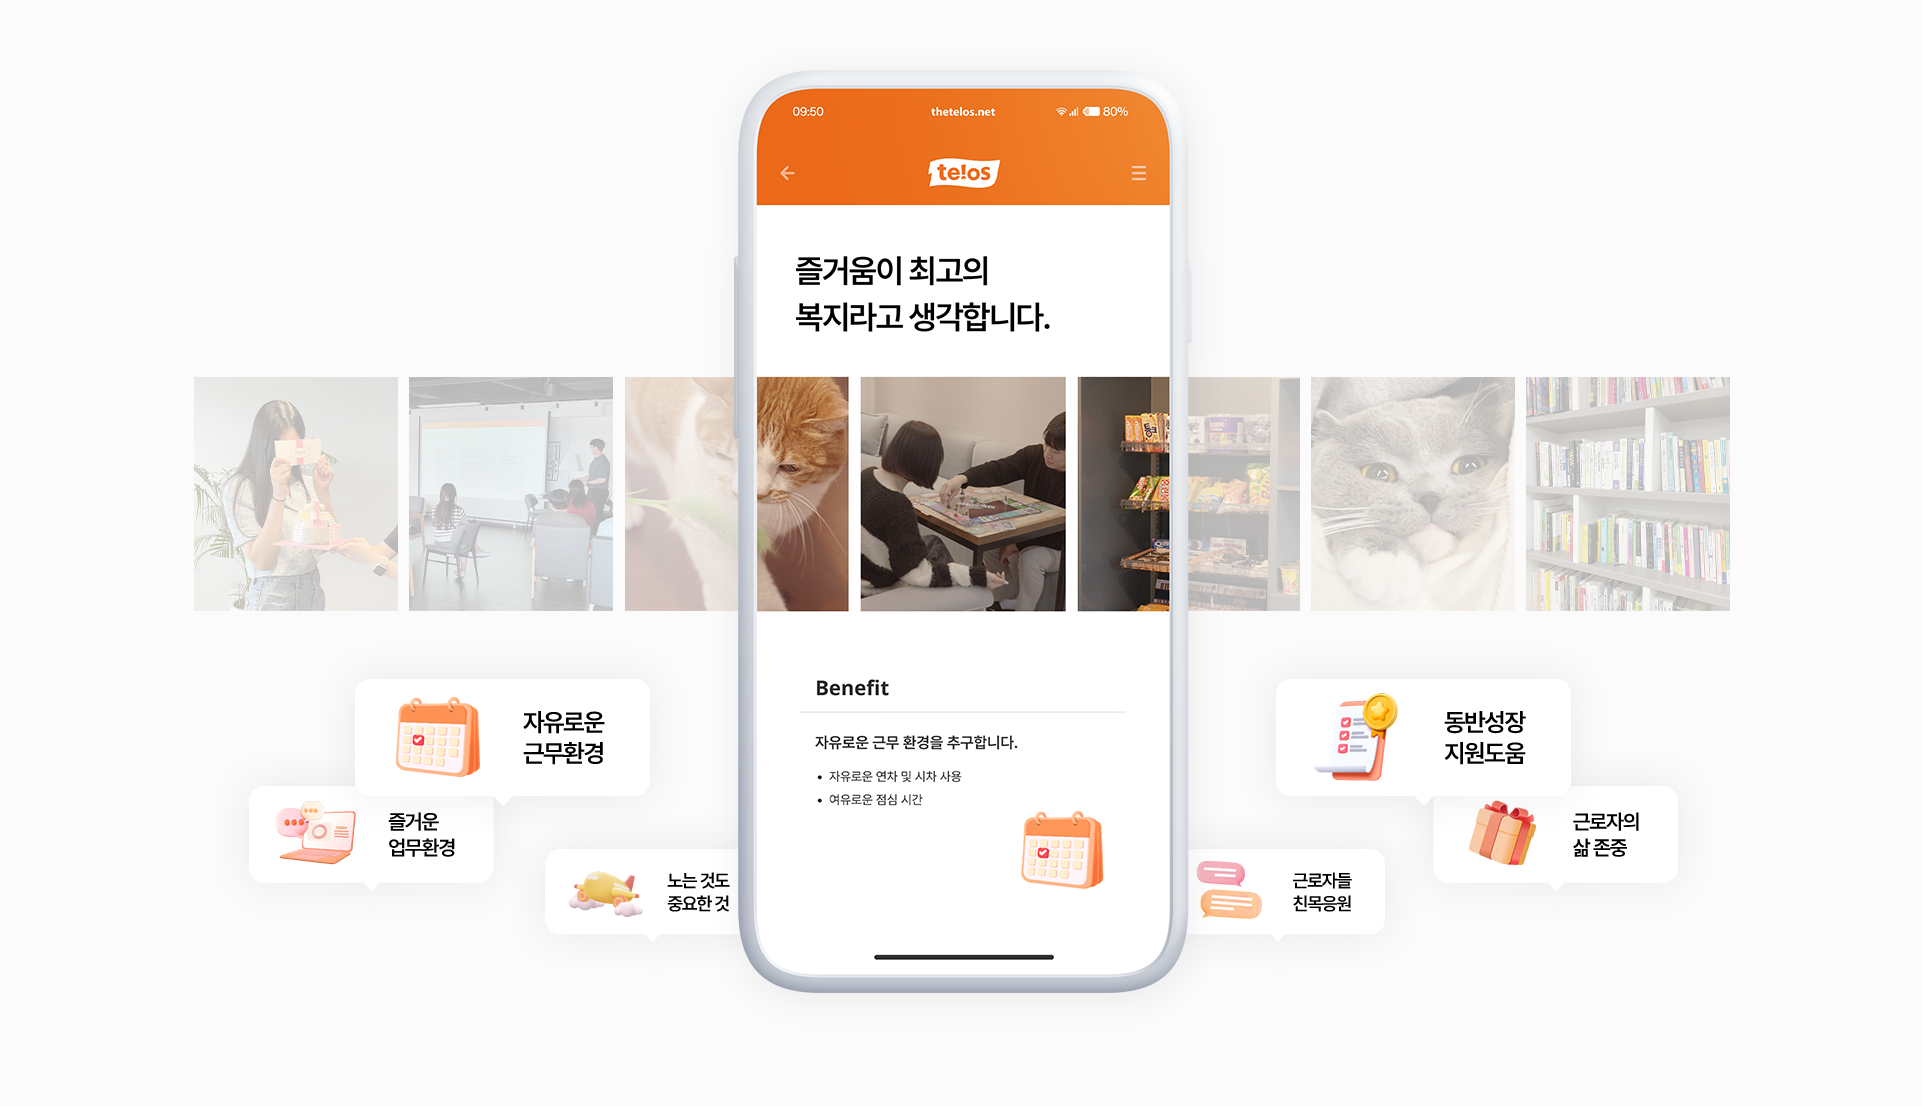 09:50
thetelos.net
80%
telos
즐거움이 최고의
복지라고 생각합니다.
Benefit
자유로운 근무 환경을 추구합니다.
• 자유로운 연차 및 시차 사용
• 여유로운 점심 시간
자유로운
근무환경
즐거운
업무환경
노는 것도
중요한 것
동반성장
지원도움
근로자의
삶 존중
근로자들
친목응원